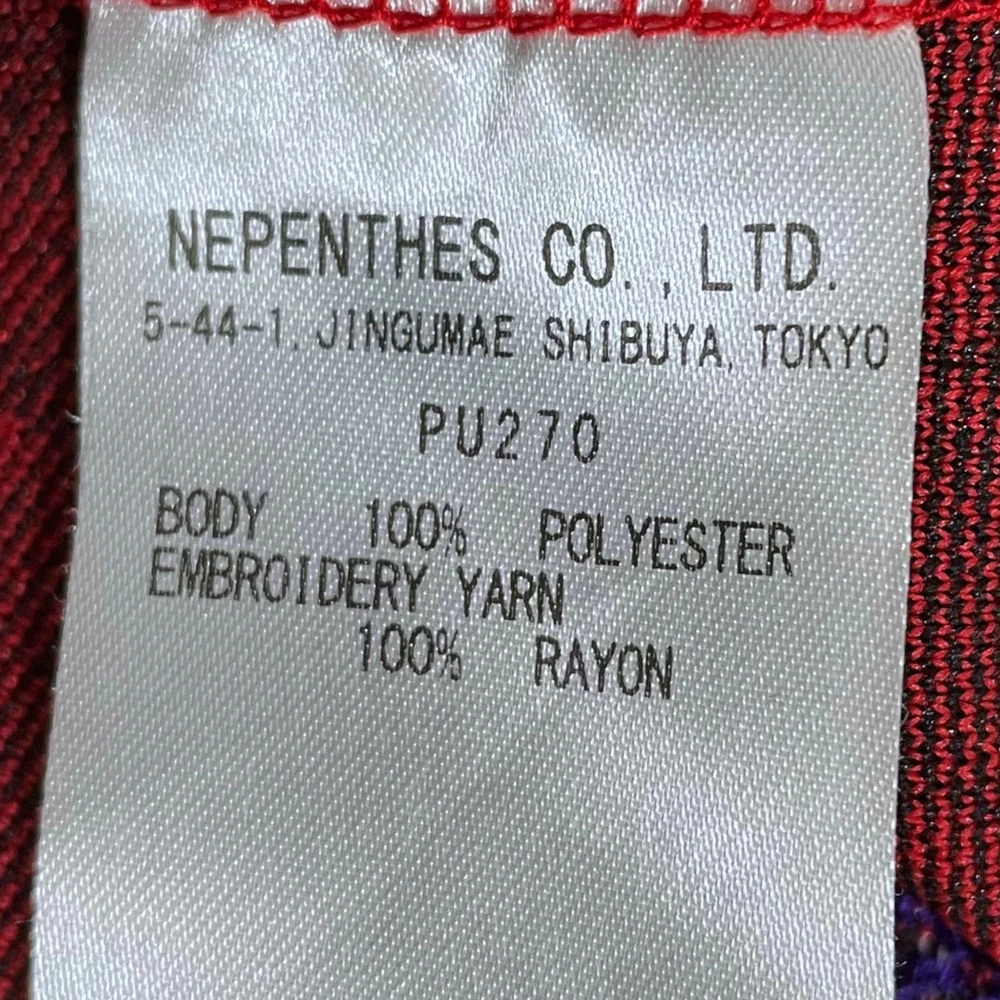 NEPENTHES CO., LTD.
5-44-1, JINGUMAE SHIBUYA, TOKYO
PU270
BODY 100% POLYESTER
EMBROIDERY YARN
100% RAYON